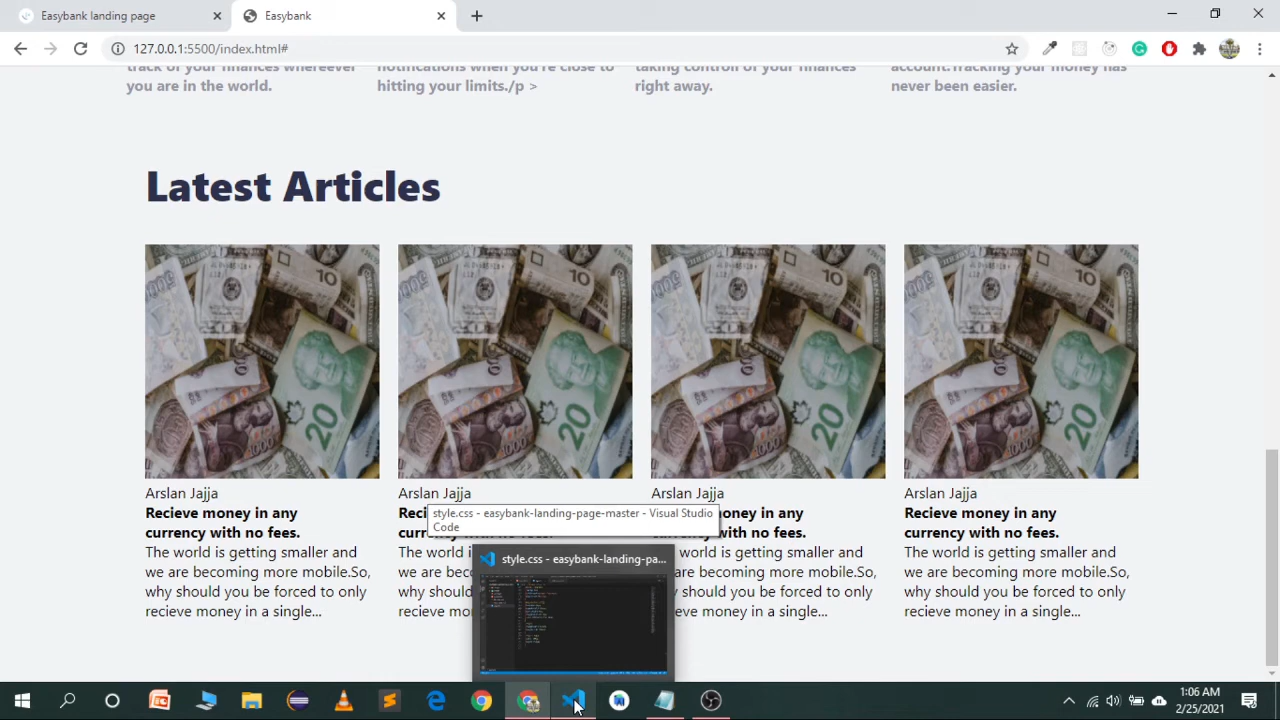 Easybank landing page
Easybank
127.0.0.1:5500/index.html#
track of your finances whereever
you are in the world.
notifications when you're close to
hitting your limits./p >
taking control of your finances
right away.
account.Tracking your money has
never been easier.
Latest Articles
Arslan Jajja
Recieve money in any
currency with no fees.
The world is getting smaller and
we are becoming more mobile.So,
why should you be forced to only
recieve money in a single...
Arslan Jajja
Reci
curre
The world i
we are bec
why should
recieve mo
Arslan Jajja
money in any
with no fees.
is getting smaller and
oming more mobile.So,
you be forced to only
oney in a single...
Arslan Jajja
Recieve money in any
currency with no fees.
The world is getting smaller and
we are becoming more mobile.So,
why should you be forced to only
recieve money in a single...
style.css - easybank-landing-page-master - Visual Studio
Code
style.css - easybank-landing-pa...
1:06 AM
2/25/2021